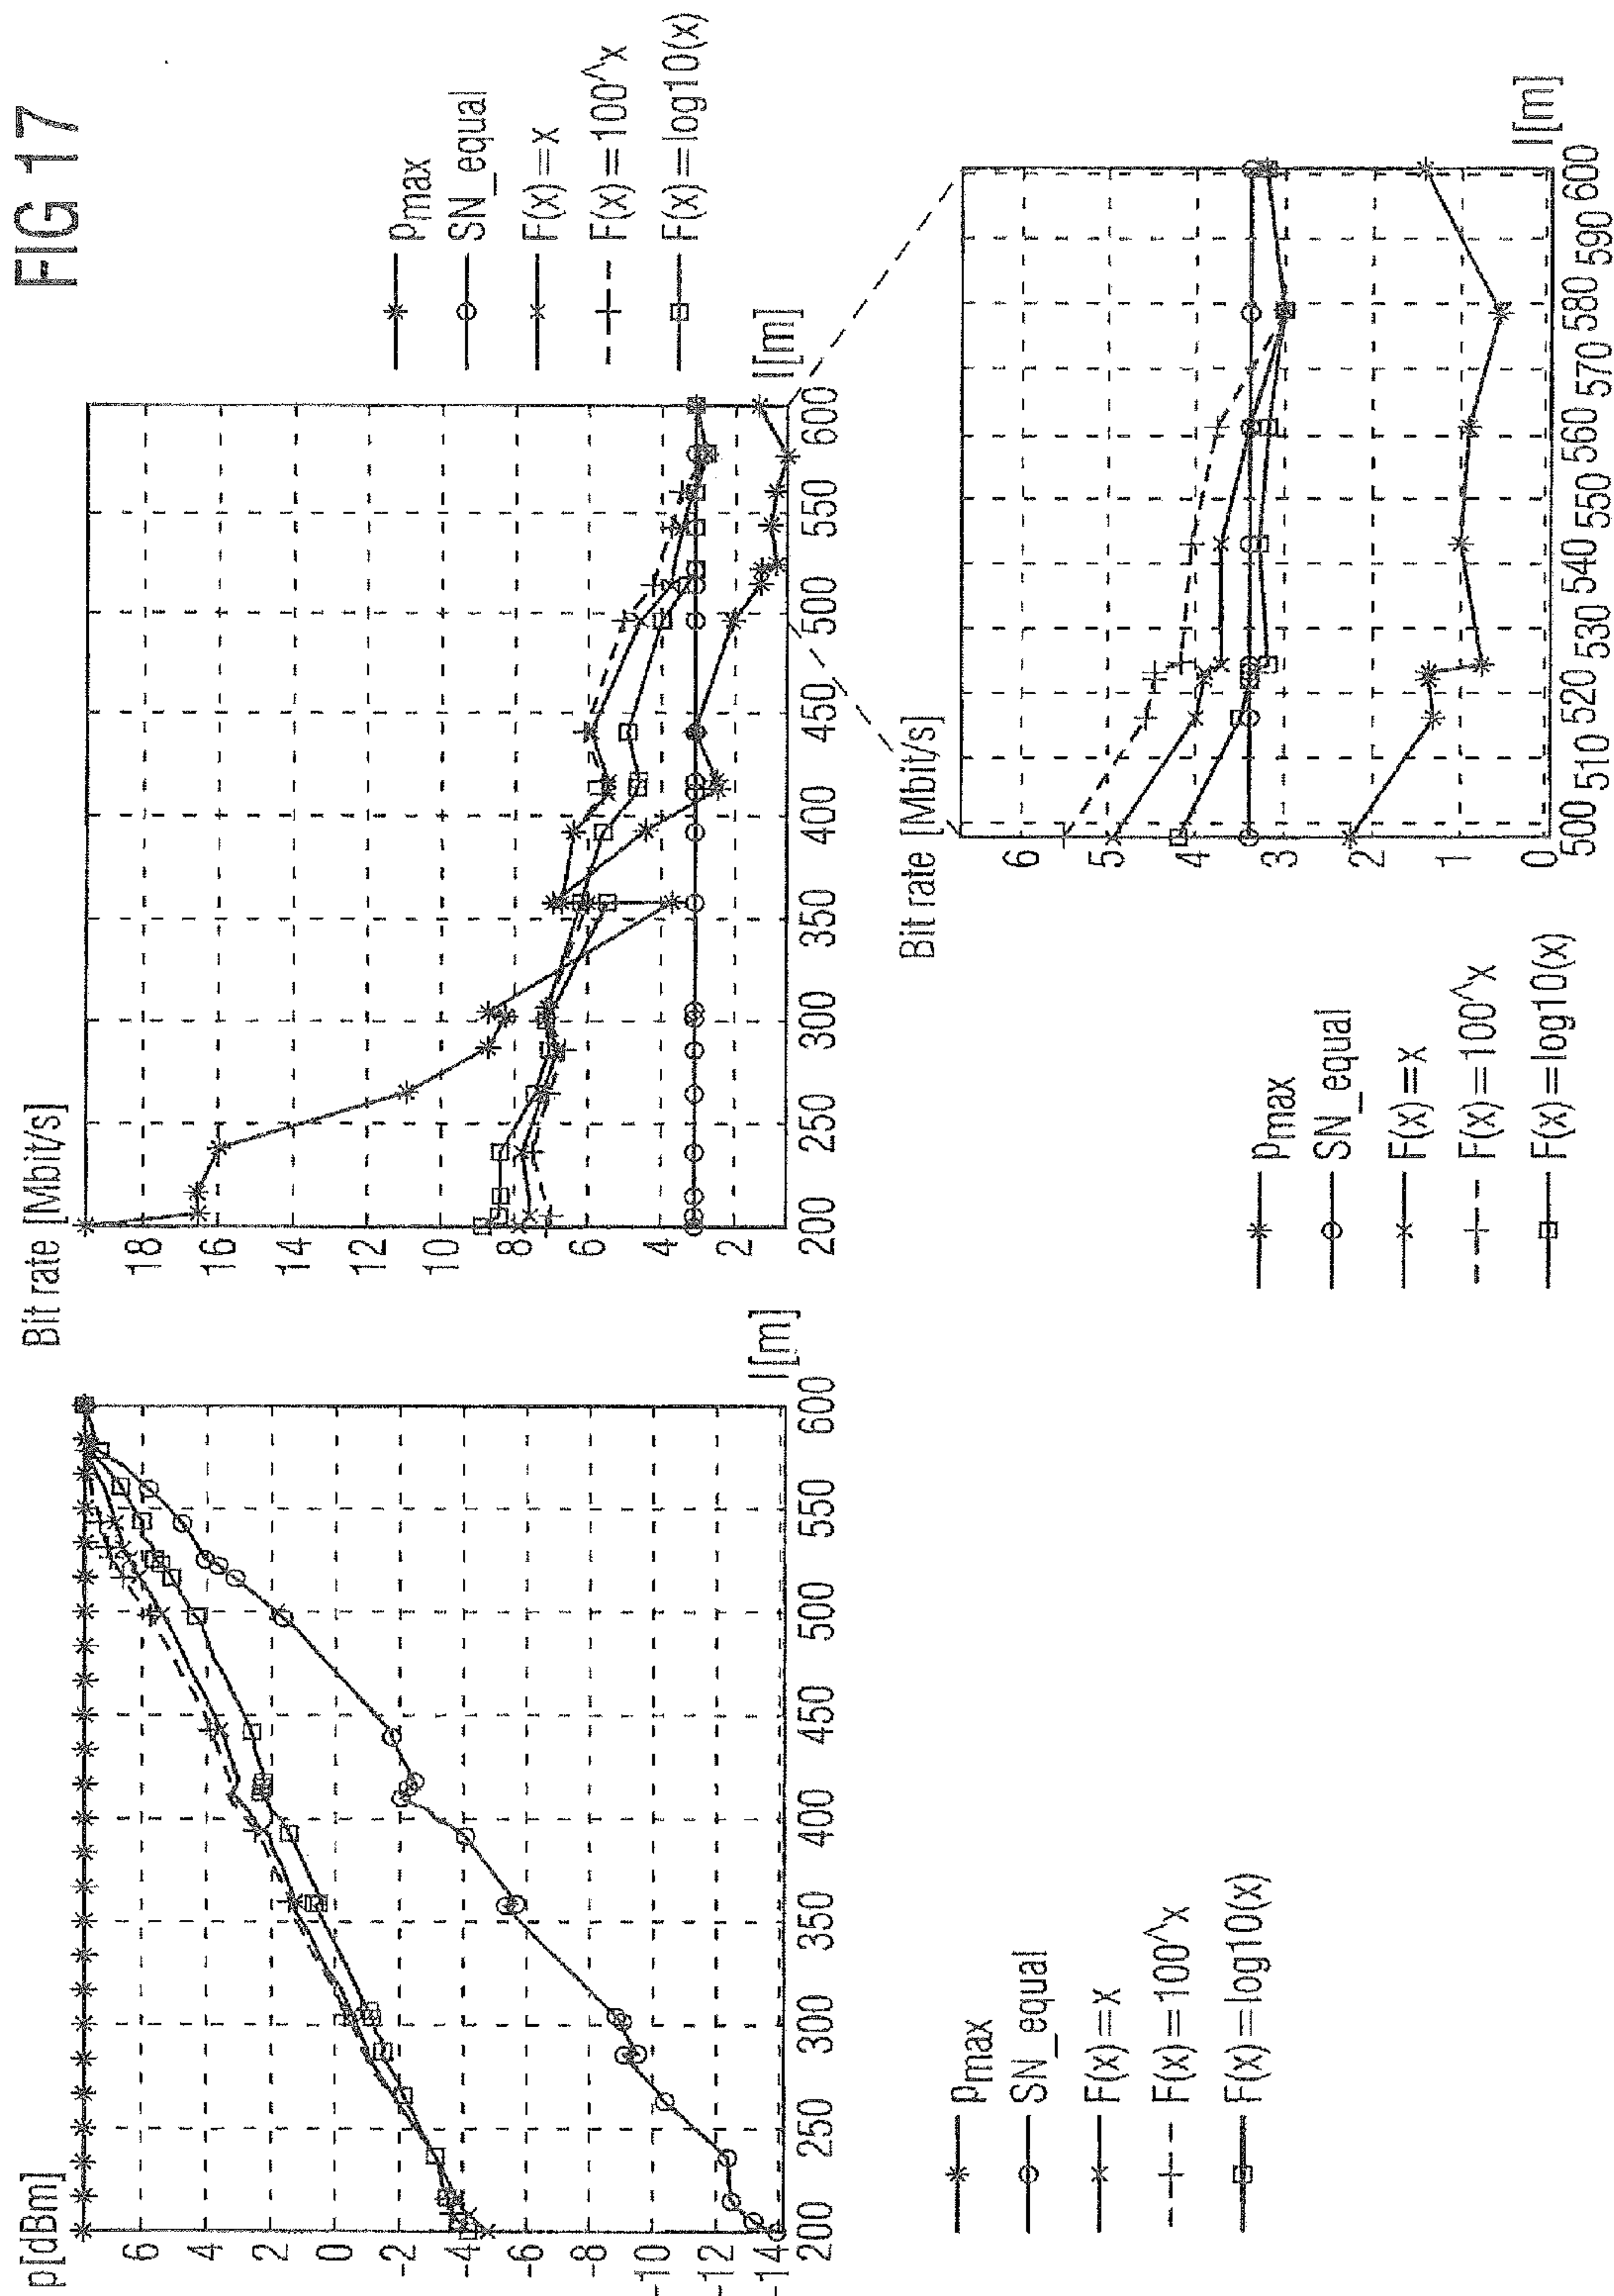 FIG 17
p[dBm]
6
4
2
0
-2
-4
-6
-8
-10
-12
-14
200 250 300 350 400 450 500 550 600
l[m]
Pmax
SN_equal
F(x)=x
F(x)=100^x
F(x)=log10(x)
Bit rate [Mbit/s]
18
16
14
12
10
8
6
4
2
200 250 300 350 400 450 500 550 600
l[m]
Pmax
SN_equal
F(x)=x
F(x)=100^x
F(x)=log10(x)
Bit rate [Mbit/s]
6
5
4
3
2
1
0
500 510 520 530 540 550 560 570 580 590 600
l[m]
Pmax
SN_equal
F(x)=x
F(x)=100^x
F(x)=log10(x)